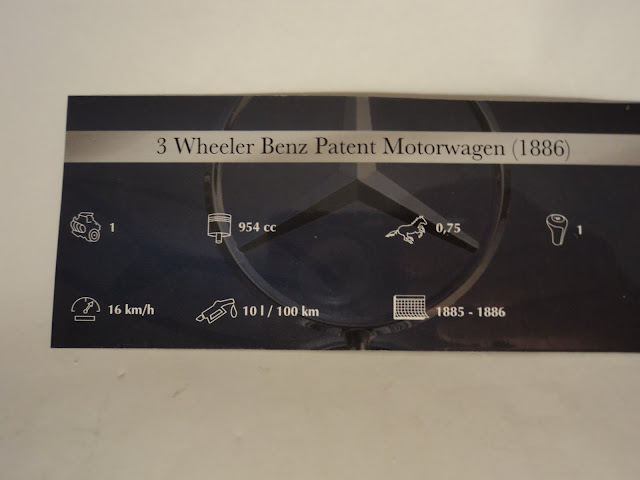 3 Wheeler Benz Patent Motorwagen (1886)
1 954 cc 0,75 1
16 km/h 10 l / 100 km 1885 - 1886